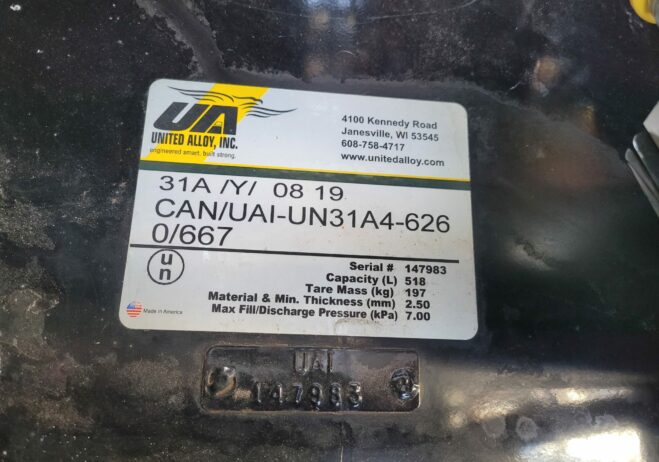 UA
UNITED ALLOY, INC.
engineered smart, built strong.
4100 Kennedy Road
Janesville, WI 53545
608-758-4717
www.unitedalloy.com
31A /Y/ 08 19
CAN/UAI-UN31A4-626
0/667
un
Serial # 147983
Capacity (L) 518
Tare Mass (kg) 197
Material & Min. Thickness (mm) 2.50
Max Fill/Discharge Pressure (kPa) 7.00
Made in America
UAI
147983